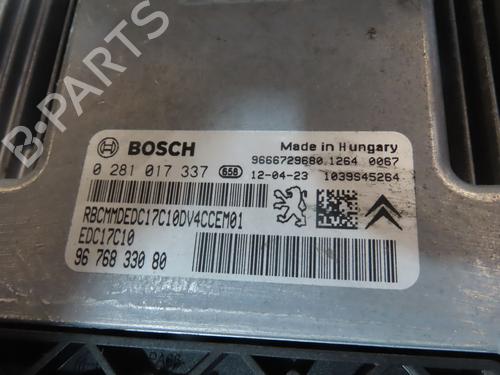 BOSCH
Made in Hungary
9666729680.1264 0067
0 281 017 337 658 12-04-23 1039S45264
RBCMMDEDC17C10DV4CCEM01
EDC17C10
96 768 330 80